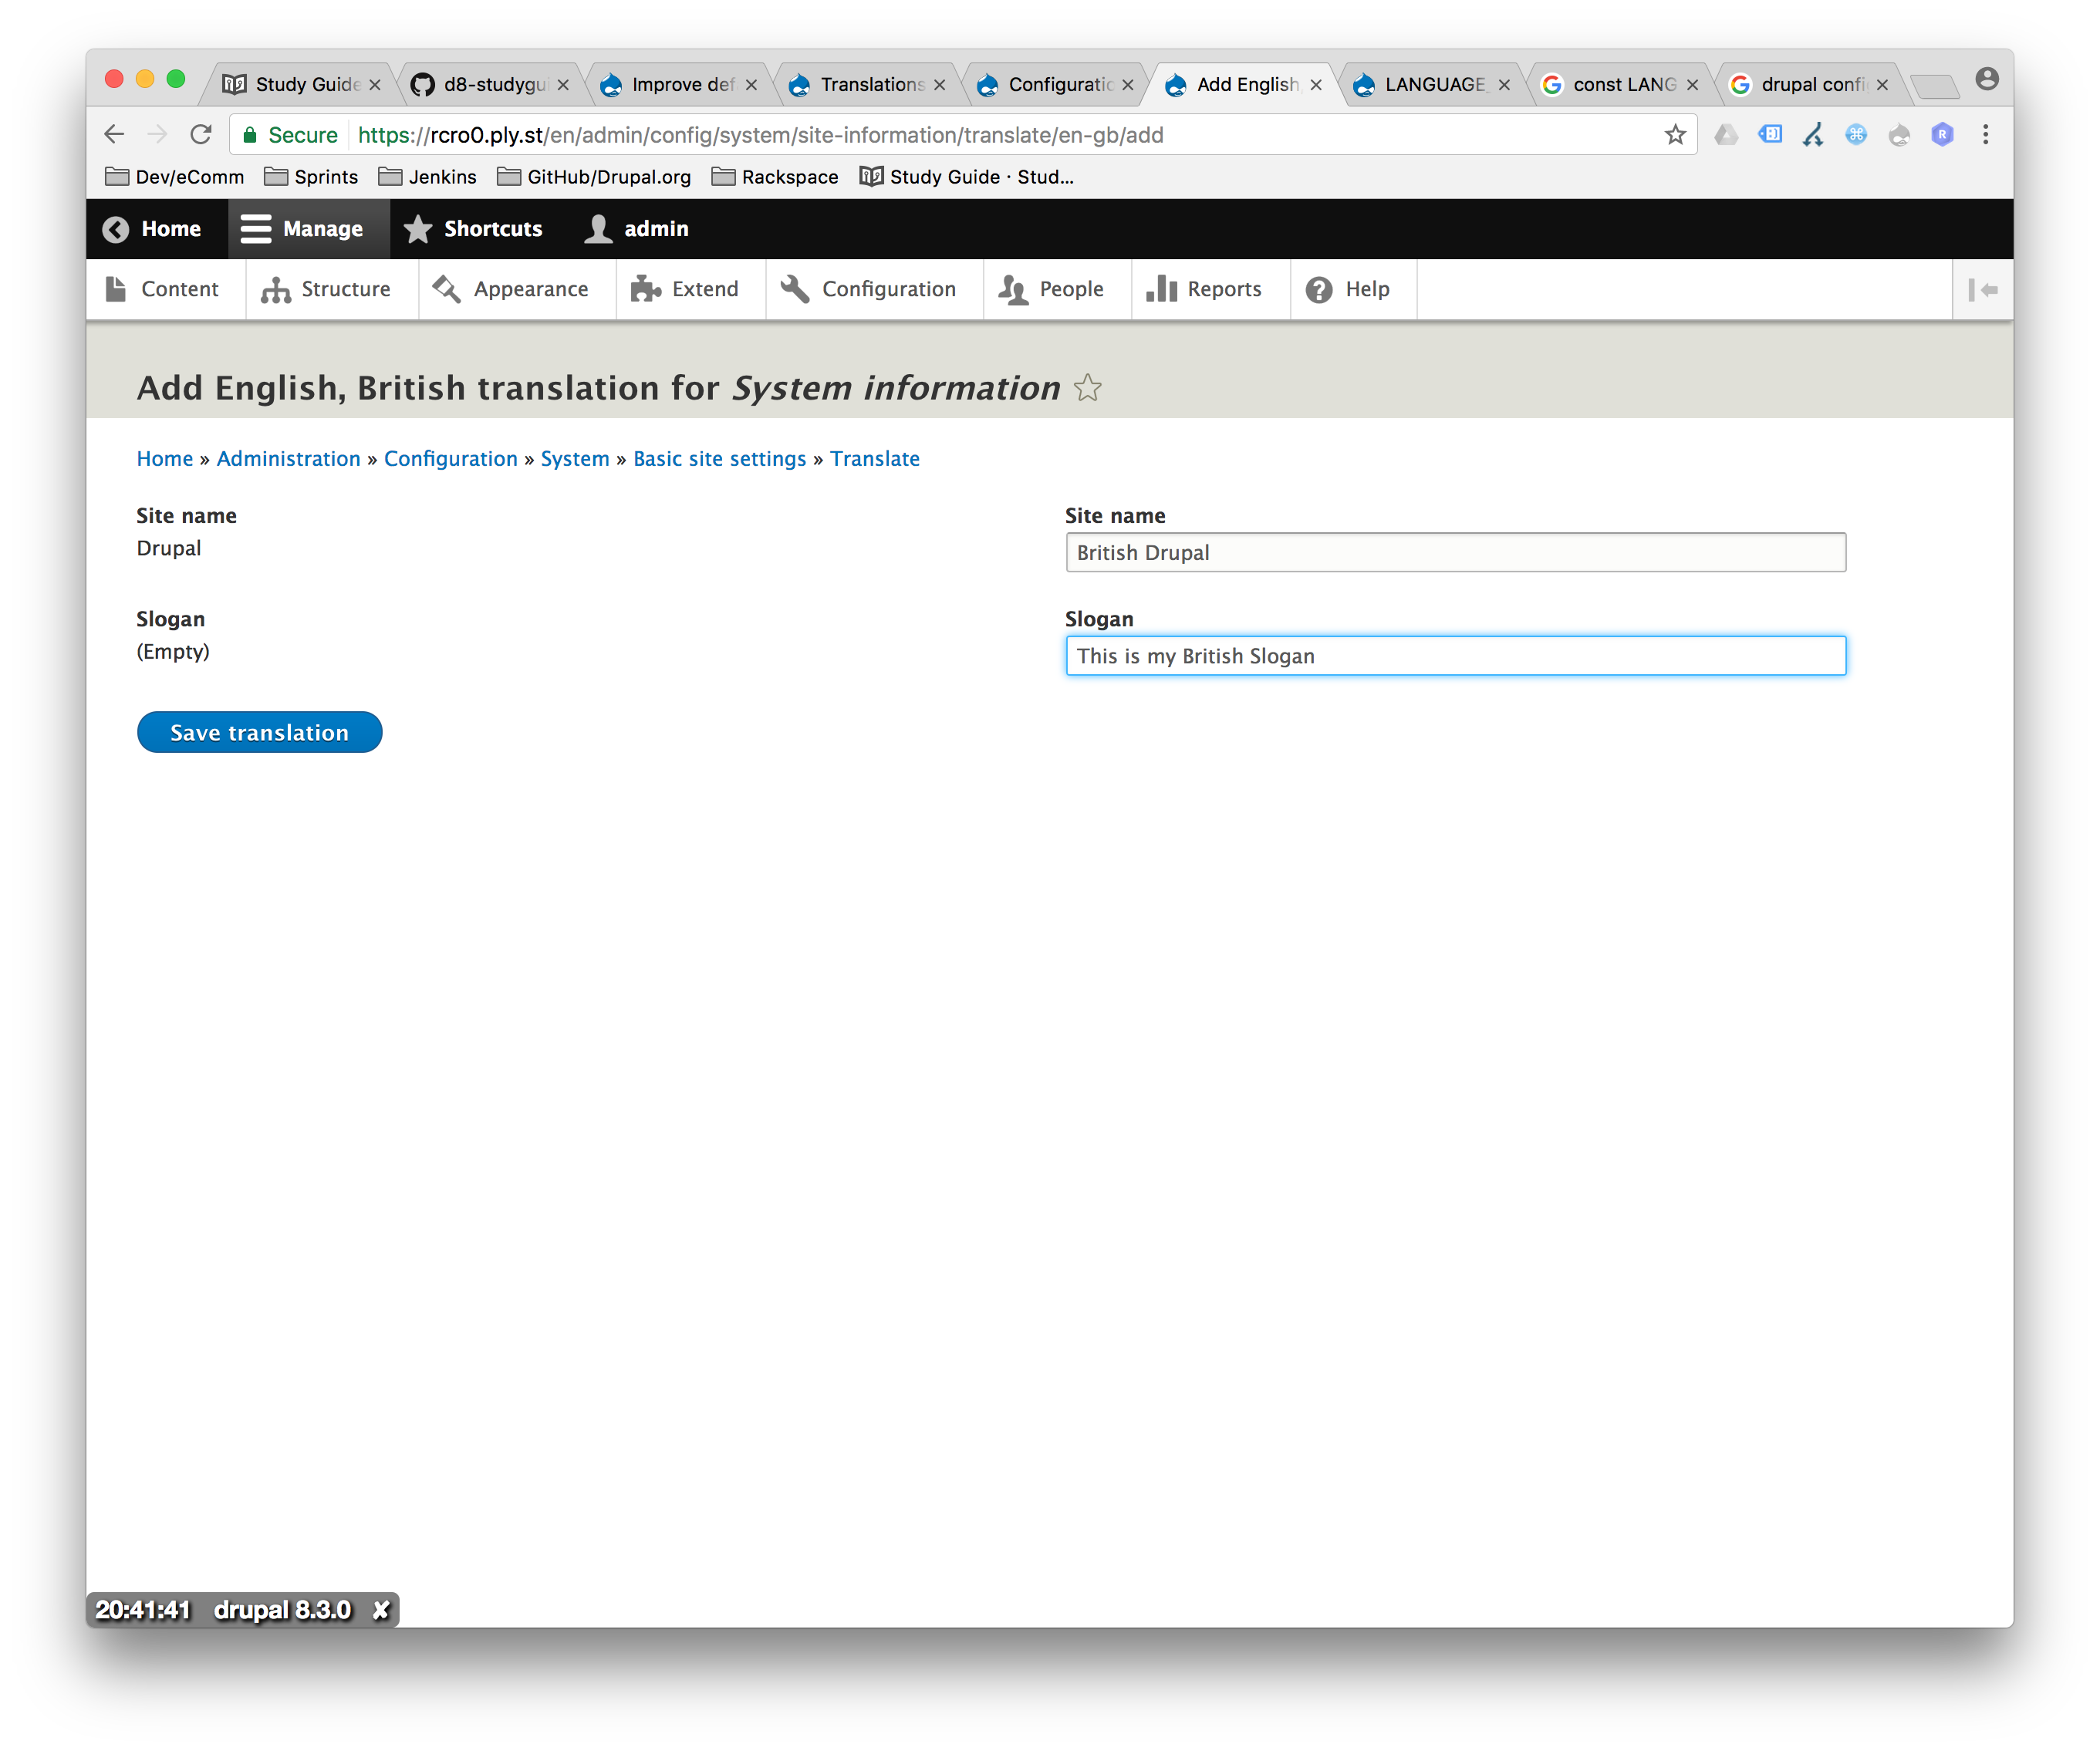 Study Guide d8-studygui Improve def Translations Configuratio Add English LANGUAGE_ const LANG drupal confi
Secure https://rcro0.ply.st/en/admin/config/system/site-information/translate/en-gb/add
Dev/eComm Sprints Jenkins GitHub/Drupal.org Rackspace Study Guide · Stud...
Home Manage Shortcuts admin
Content Structure Appearance Extend Configuration People Reports Help
Add English, British translation for System information
Home » Administration » Configuration » System » Basic site settings » Translate
Site name Site name
Drupal British Drupal
Slogan Slogan
(Empty) This is my British Slogan
Save translation
20:41:41 drupal 8.3.0 ✘